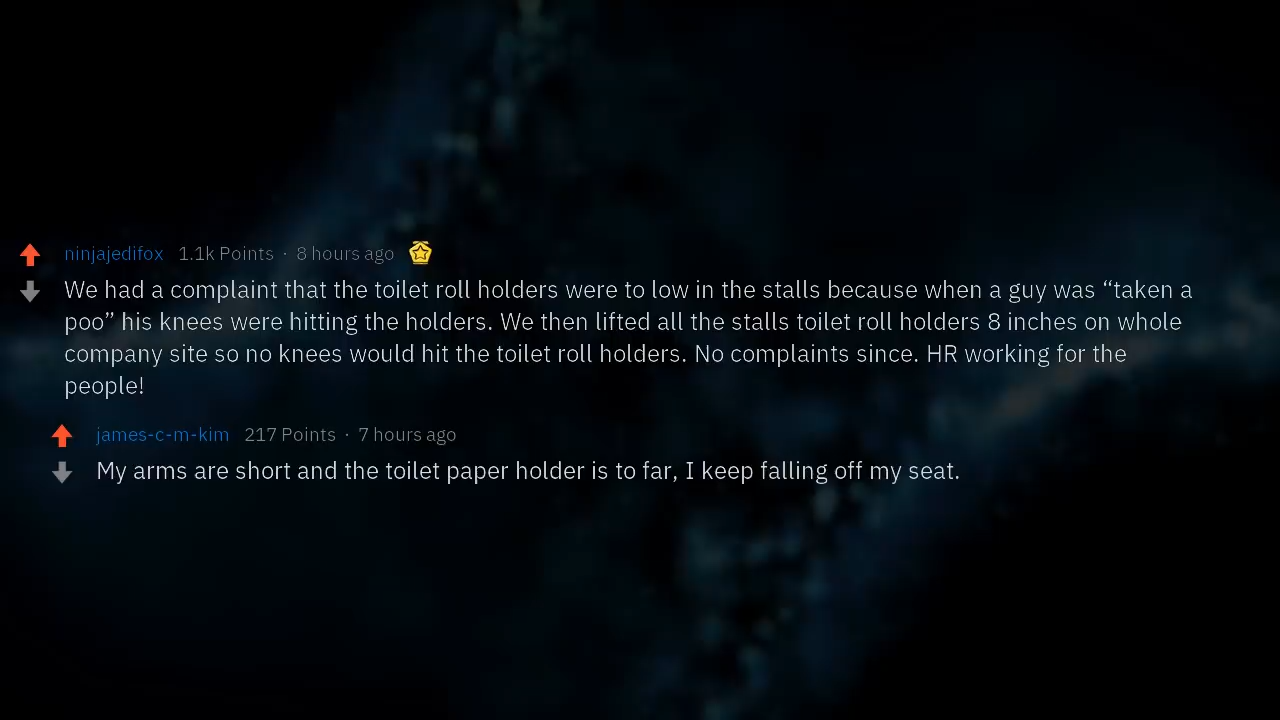 ninjajedifox 1.1k Points · 8 hours ago
We had a complaint that the toilet roll holders were to low in the stalls because when a guy was “taken a
poo” his knees were hitting the holders. We then lifted all the stalls toilet roll holders 8 inches on whole
company site so no knees would hit the toilet roll holders. No complaints since. HR working for the
people!
james-c-m-kim 217 Points · 7 hours ago
My arms are short and the toilet paper holder is to far, I keep falling off my seat.